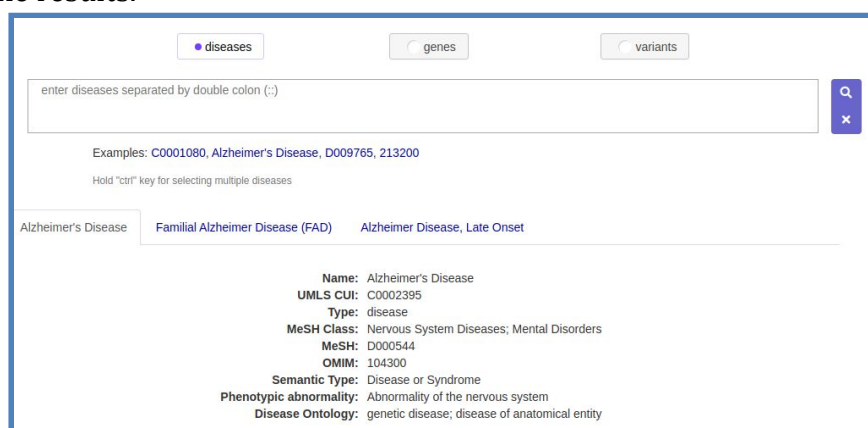 diseases genes variants
enter diseases separated by double colon (::)
Examples: C0001080, Alzheimer's Disease, D009765, 213200
Hold "ctrl" key for selecting multiple diseases
Alzheimer's Disease Familial Alzheimer Disease (FAD) Alzheimer Disease, Late Onset
Name: Alzheimer's Disease
UMLS CUI: C0002395
Type: disease
MeSH Class: Nervous System Diseases; Mental Disorders
MeSH: D000544
OMIM: 104300
Semantic Type: Disease or Syndrome
Phenotypic abnormality: Abnormality of the nervous system
Disease Ontology: genetic disease; disease of anatomical entity